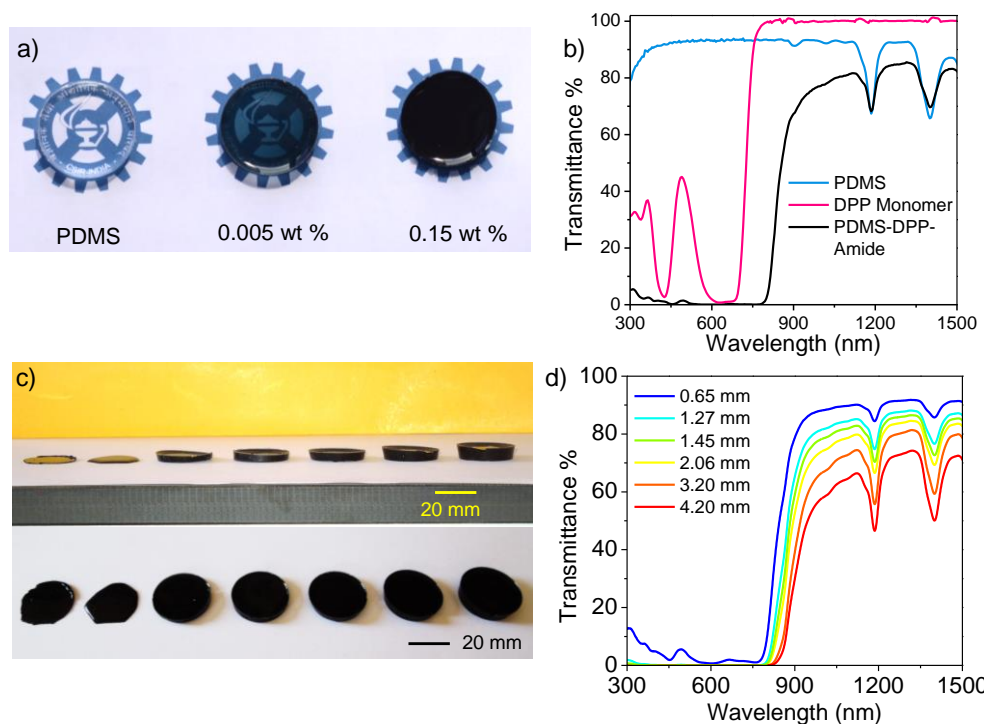 a)
PDMS
0.005 wt %
0.15 wt %
CSIR-INDIA
b)
100
80
60
40
20
0
Transmittance %
PDMS
DPP Monomer
PDMS-DPP-
Amide
300
600
900
1200
1500
Wavelength (nm)
c)
20 mm
20 mm
d)
100
80
60
40
20
0
Transmittance %
0.65 mm
1.27 mm
1.45 mm
2.06 mm
3.20 mm
4.20 mm
300
600
900
1200
1500
Wavelength (nm)